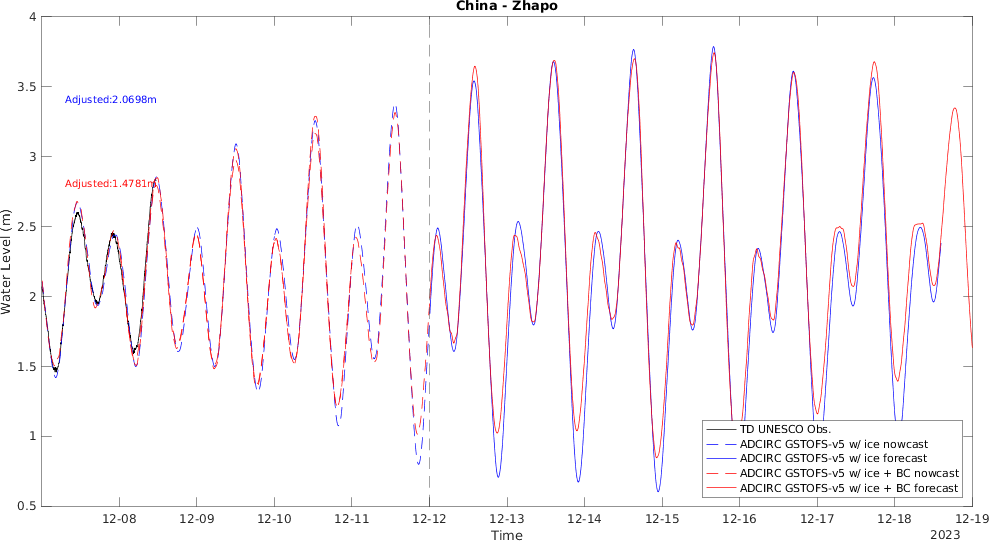 China - Zhapo
4
3.5
3
2.5
2
1.5
1
0.5
Water Level (m)
Adjusted:2.0698m
Adjusted:1.4781m
TD UNESCO Obs.
ADCIRC GSTOFS-v5 w/ ice nowcast
ADCIRC GSTOFS-v5 w/ ice forecast
ADCIRC GSTOFS-v5 w/ ice + BC nowcast
ADCIRC GSTOFS-v5 w/ ice + BC forecast
12-08 12-09 12-10 12-11 12-12 12-13 12-14 12-15 12-16 12-17 12-18 12-19
Time
2023